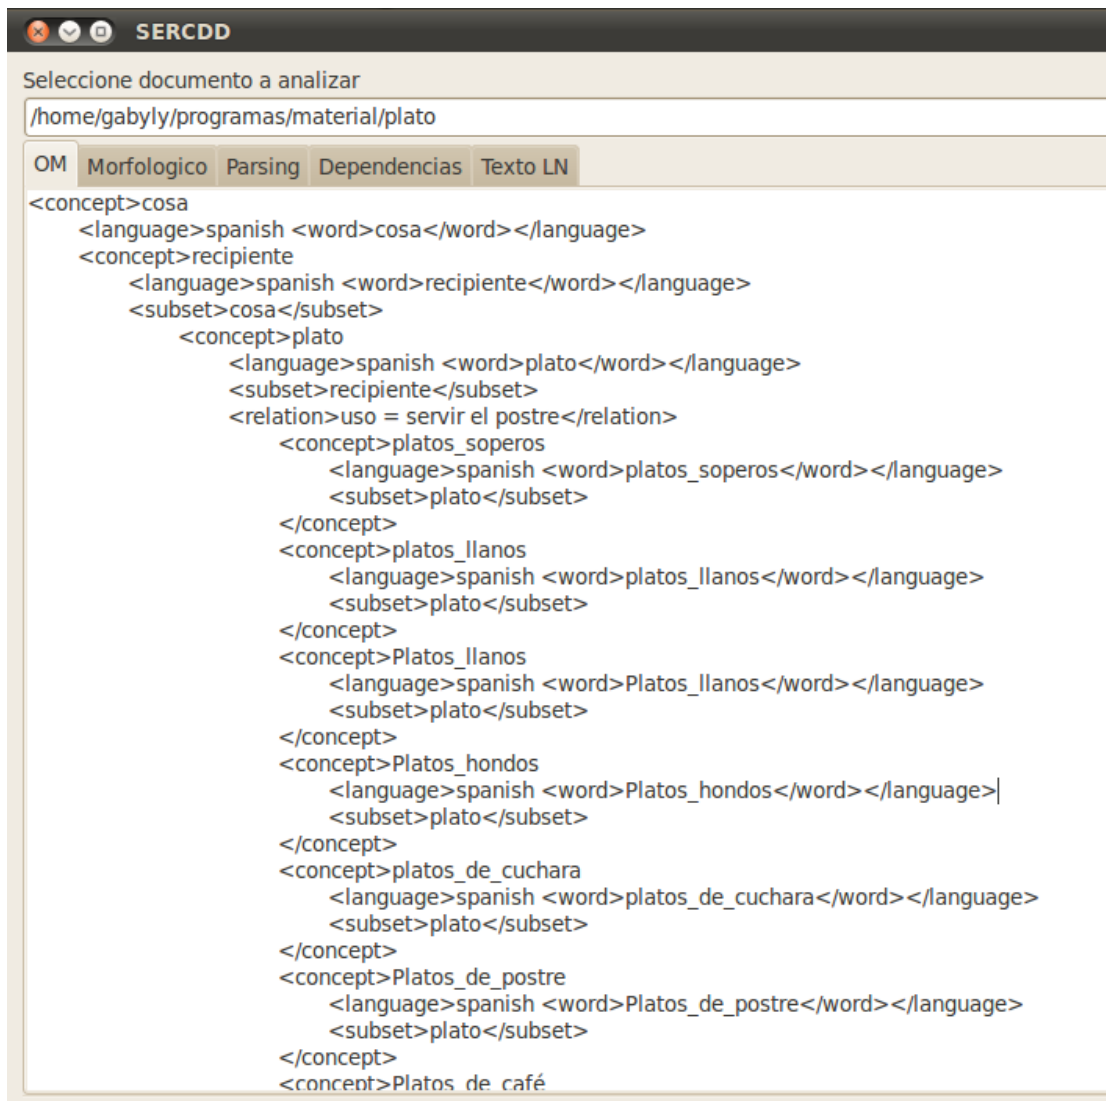 SERCDD
Seleccione documento a analizar
/home/gabyly/programas/material/plato
OM Morfologico Parsing Dependencias Texto LN
<concept>cosa
<language>spanish <word>cosa</word></language>
<concept>recipiente
<language>spanish <word>recipiente</word></language>
<subset>cosa</subset>
<concept>plato
<language>spanish <word>plato</word></language>
<subset>recipiente</subset>
<relation>uso = servir el postre</relation>
<concept>platos_soperos
<language>spanish <word>platos_soperos</word></language>
<subset>plato</subset>
</concept>
<concept>platos_llanos
<language>spanish <word>platos_llanos</word></language>
<subset>plato</subset>
</concept>
<concept>Platos_llanos
<language>spanish <word>Platos_llanos</word></language>
<subset>plato</subset>
</concept>
<concept>Platos_hondos
<language>spanish <word>Platos_hondos</word></language>
<subset>plato</subset>
</concept>
<concept>platos_de_cuchara
<language>spanish <word>platos_de_cuchara</word></language>
<subset>plato</subset>
</concept>
<concept>Platos_de_postre
<language>spanish <word>Platos_de_postre</word></language>
<subset>plato</subset>
</concept>
<concept>Platos_de_café